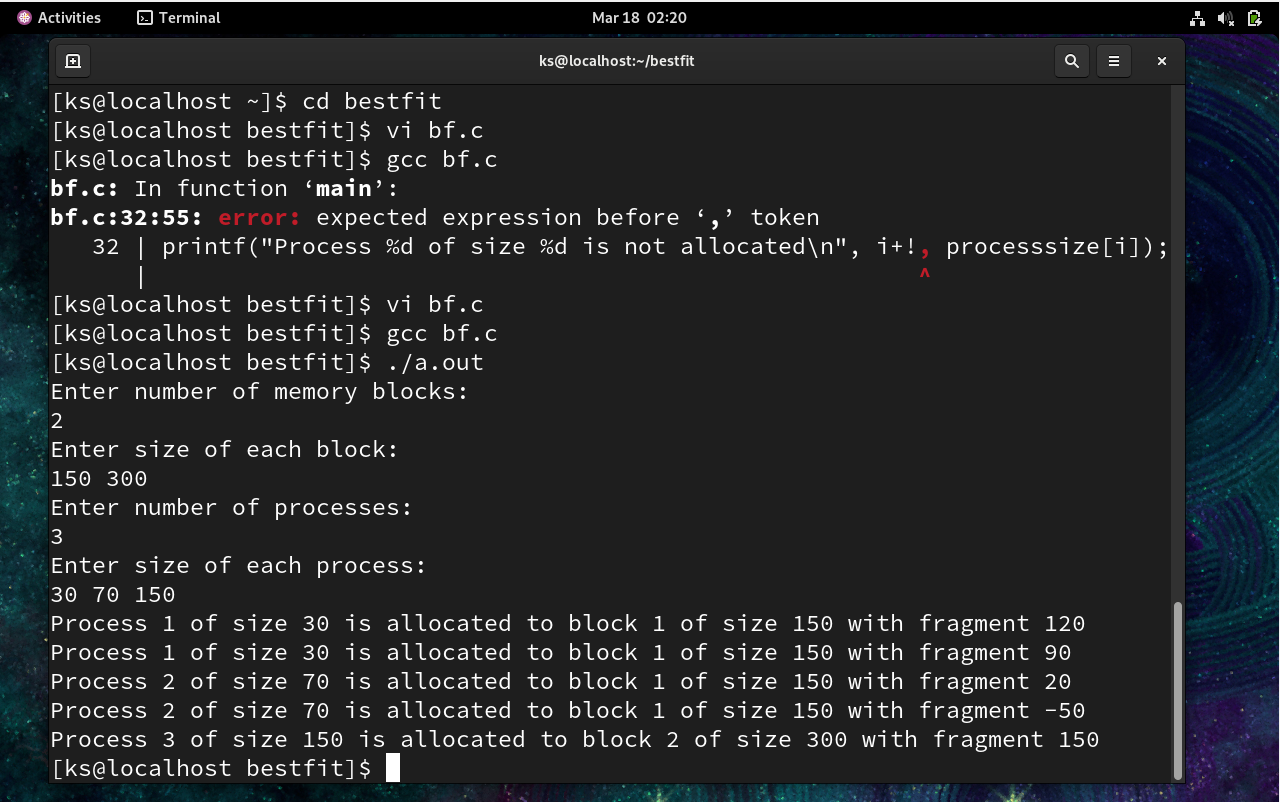 Activities Terminal Mar 18 02:20
ks@localhost:~/bestfit
[ks@localhost ~]$ cd bestfit
[ks@localhost bestfit]$ vi bf.c
[ks@localhost bestfit]$ gcc bf.c
bf.c: In function ‘main’:
bf.c:32:55: error: expected expression before ‘,’ token
   32 | printf("Process %d of size %d is not allocated\n", i+!, processsize[i]);
      |                                                       ^
[ks@localhost bestfit]$ vi bf.c
[ks@localhost bestfit]$ gcc bf.c
[ks@localhost bestfit]$ ./a.out
Enter number of memory blocks:
2
Enter size of each block:
150 300
Enter number of processes:
3
Enter size of each process:
30 70 150
Process 1 of size 30 is allocated to block 1 of size 150 with fragment 120
Process 1 of size 30 is allocated to block 1 of size 150 with fragment 90
Process 2 of size 70 is allocated to block 1 of size 150 with fragment 20
Process 2 of size 70 is allocated to block 1 of size 150 with fragment -50
Process 3 of size 150 is allocated to block 2 of size 300 with fragment 150
[ks@localhost bestfit]$